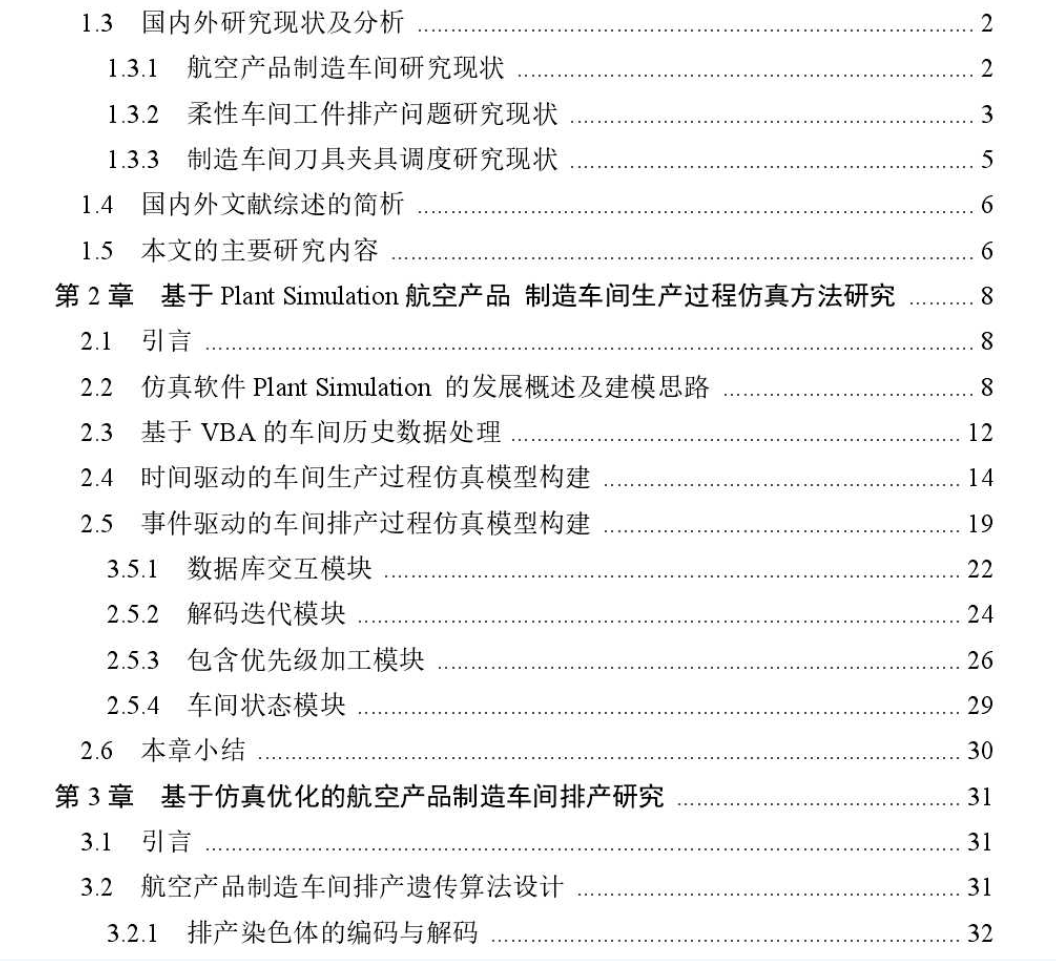 1.3 国内外研究现状及分析 ........ 2
1.3.1 航空产品制造车间研究现状 ........ 2
1.3.2 柔性车间工件排产问题研究现状 ........ 3
1.3.3 制造车间刀具夹具调度研究现状 ........ 5
1.4 国内外文献综述的简析 ........ 6
1.5 本文的主要研究内容 ........ 6
第 2 章 基于 Plant Simulation 航空产品 制造车间生产过程仿真方法研究 ........ 8
2.1 引言 ........ 8
2.2 仿真软件 Plant Simulation 的发展概述及建模思路 ........ 8
2.3 基于 VBA 的车间历史数据处理 ........ 12
2.4 时间驱动的车间生产过程仿真模型构建 ........ 14
2.5 事件驱动的车间排产过程仿真模型构建 ........ 19
3.5.1 数据库交互模块 ........ 22
2.5.2 解码迭代模块 ........ 24
2.5.3 包含优先级加工模块 ........ 26
2.5.4 车间状态模块 ........ 29
2.6 本章小结 ........ 30
第 3 章 基于仿真优化的航空产品制造车间排产研究 ........ 31
3.1 引言 ........ 31
3.2 航空产品制造车间排产遗传算法设计 ........ 31
3.2.1 排产染色体的编码与解码 ........ 32